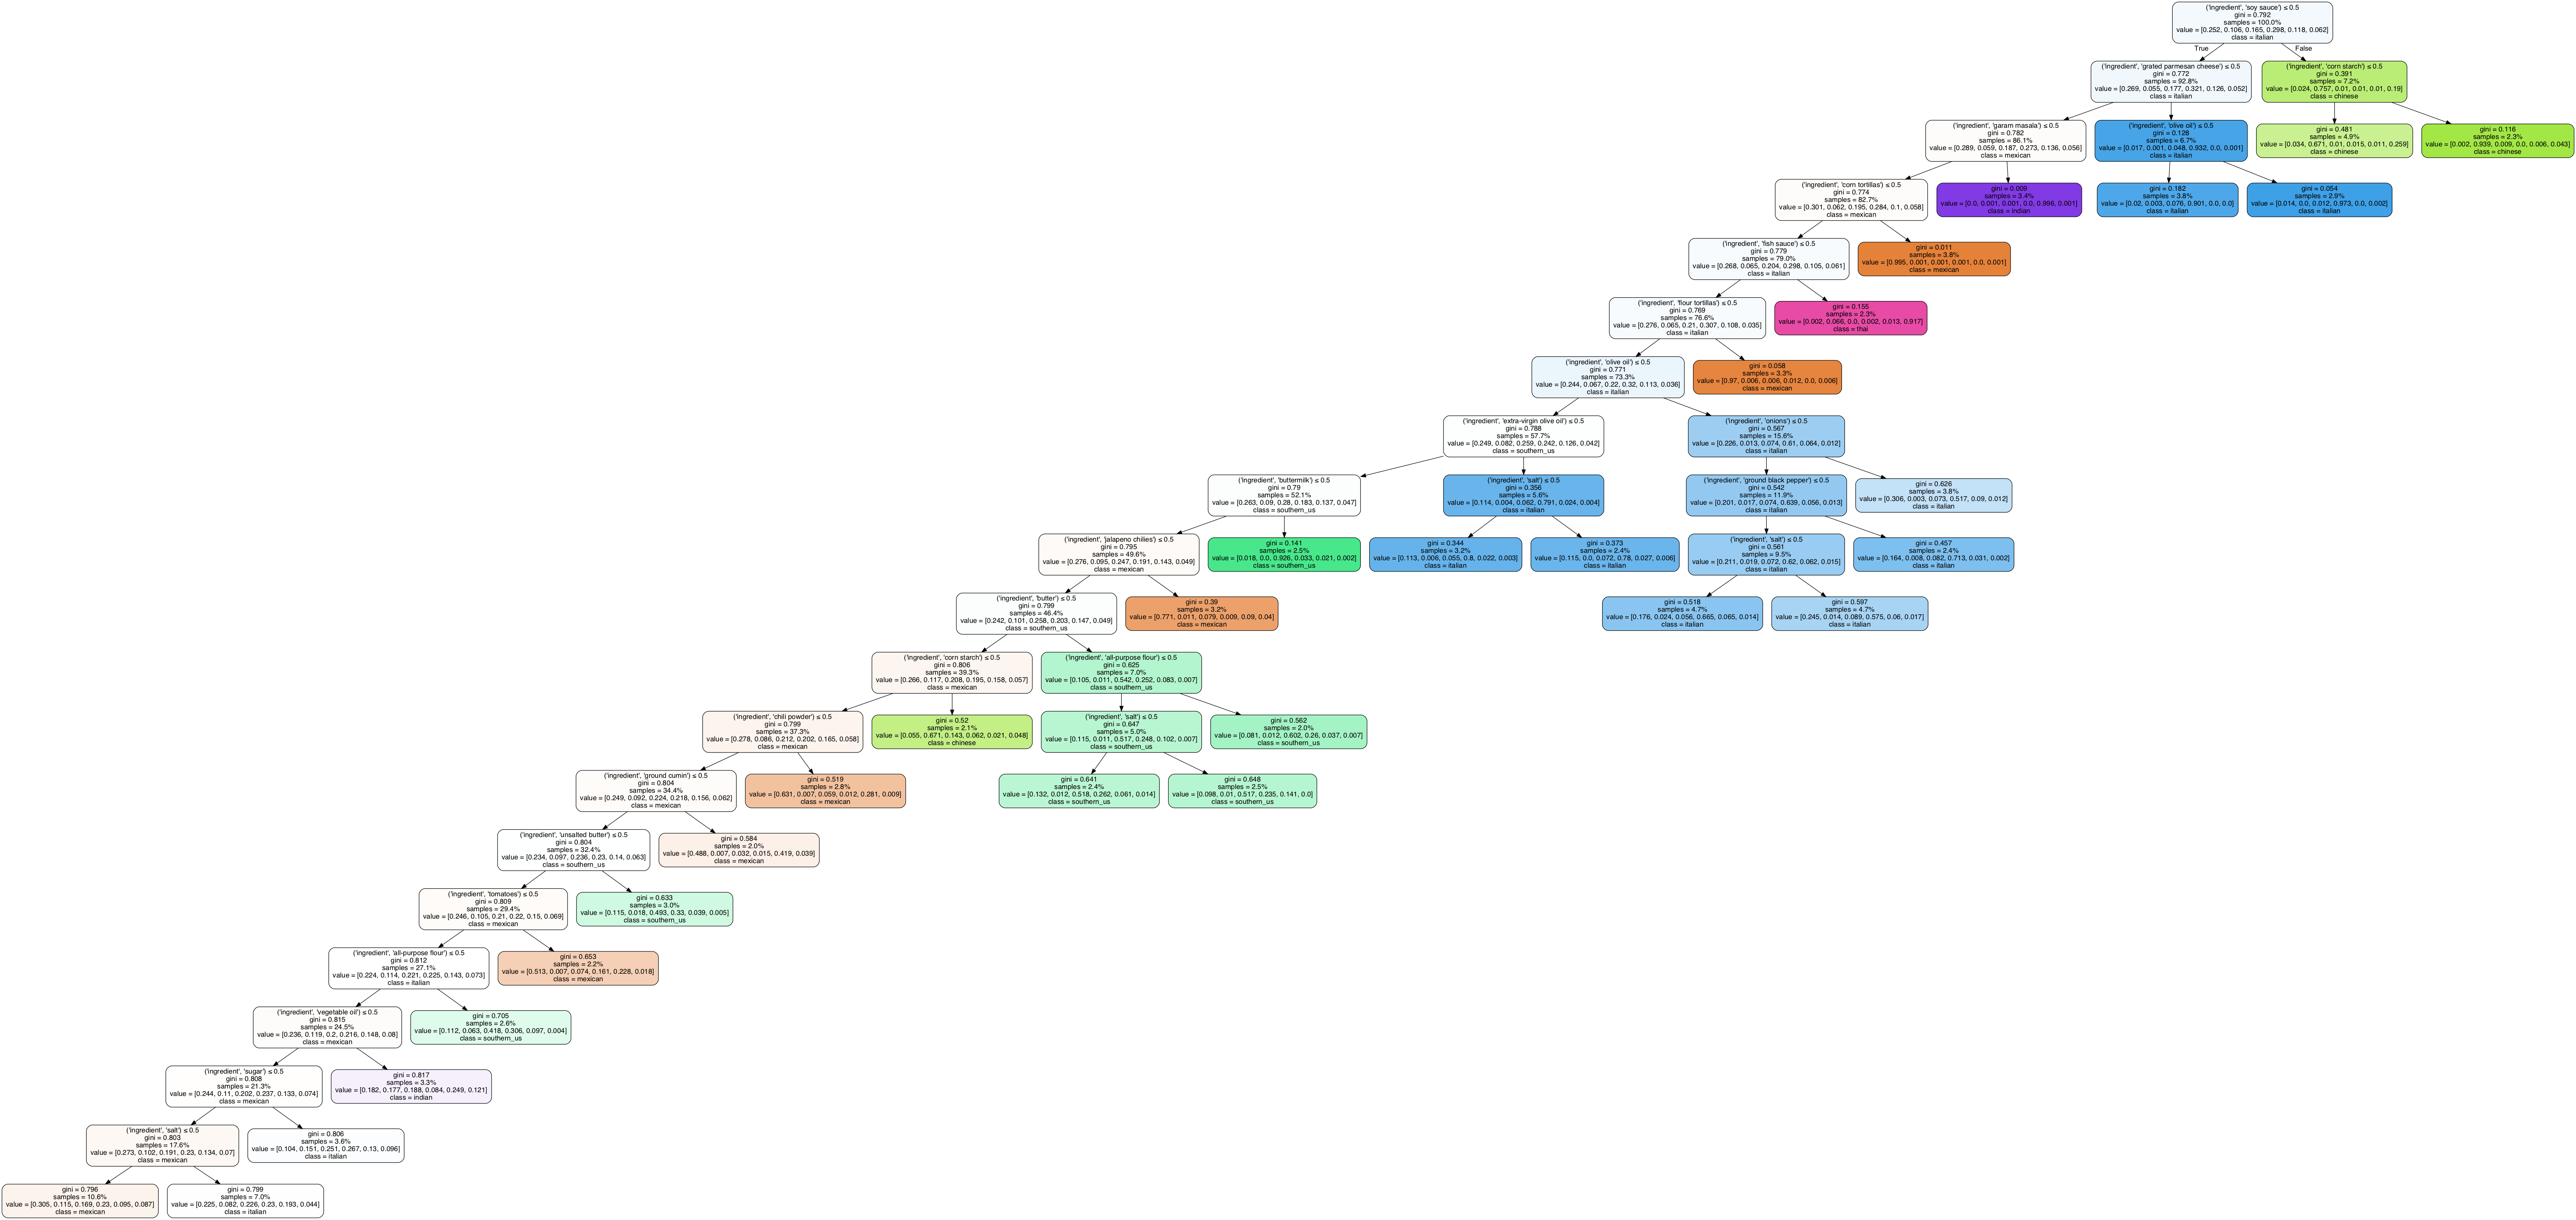 ('ingredient', 'soy sauce') ≤ 0.5
gini = 0.792
samples = 100.0%
value = [0.252, 0.106, 0.165, 0.298, 0.118, 0.062]
class = italian
True
False
('ingredient', 'grated parmesan cheese') ≤ 0.5
gini = 0.772
samples = 92.8%
value = [0.269, 0.055, 0.177, 0.321, 0.126, 0.052]
class = italian
('ingredient', 'corn starch') ≤ 0.5
gini = 0.391
samples = 7.2%
value = [0.024, 0.757, 0.01, 0.01, 0.01, 0.19]
class = chinese
('ingredient', 'garam masala') ≤ 0.5
gini = 0.782
samples = 86.1%
value = [0.289, 0.059, 0.187, 0.273, 0.136, 0.056]
class = mexican
('ingredient', 'olive oil') ≤ 0.5
gini = 0.128
samples = 6.7%
value = [0.017, 0.001, 0.048, 0.932, 0.0, 0.001]
class = italian
gini = 0.481
samples = 4.9%
value = [0.034, 0.671, 0.01, 0.015, 0.011, 0.259]
class = chinese
gini = 0.116
samples = 2.3%
value = [0.002, 0.939, 0.009, 0.0, 0.006, 0.043]
class = chinese
('ingredient', 'corn tortillas') ≤ 0.5
gini = 0.774
samples = 82.7%
value = [0.301, 0.062, 0.195, 0.284, 0.1, 0.058]
class = mexican
gini = 0.009
samples = 3.4%
value = [0.0, 0.001, 0.001, 0.0, 0.996, 0.001]
class = indian
gini = 0.182
samples = 3.8%
value = [0.02, 0.003, 0.076, 0.901, 0.0, 0.0]
class = italian
gini = 0.054
samples = 2.9%
value = [0.014, 0.0, 0.012, 0.973, 0.0, 0.002]
class = italian
('ingredient', 'fish sauce') ≤ 0.5
gini = 0.779
samples = 79.0%
value = [0.268, 0.065, 0.204, 0.298, 0.105, 0.061]
class = italian
gini = 0.011
samples = 3.8%
value = [0.995, 0.001, 0.001, 0.001, 0.0, 0.001]
class = mexican
('ingredient', 'flour tortillas') ≤ 0.5
gini = 0.769
samples = 76.6%
value = [0.276, 0.065, 0.21, 0.307, 0.108, 0.035]
class = italian
gini = 0.155
samples = 2.3%
value = [0.002, 0.066, 0.0, 0.002, 0.013, 0.917]
class = thai
('ingredient', 'olive oil') ≤ 0.5
gini = 0.771
samples = 73.3%
value = [0.244, 0.067, 0.22, 0.32, 0.113, 0.036]
class = italian
gini = 0.058
samples = 3.3%
value = [0.97, 0.006, 0.006, 0.012, 0.0, 0.006]
class = mexican
('ingredient', 'extra-virgin olive oil') ≤ 0.5
gini = 0.788
samples = 57.7%
value = [0.249, 0.082, 0.259, 0.242, 0.126, 0.042]
class = southern_us
('ingredient', 'onions') ≤ 0.5
gini = 0.567
samples = 15.6%
value = [0.226, 0.013, 0.074, 0.61, 0.064, 0.012]
class = italian
('ingredient', 'buttermilk') ≤ 0.5
gini = 0.79
samples = 52.1%
value = [0.263, 0.09, 0.28, 0.183, 0.137, 0.047]
class = southern_us
('ingredient', 'salt') ≤ 0.5
gini = 0.356
samples = 5.6%
value = [0.114, 0.004, 0.062, 0.791, 0.024, 0.004]
class = italian
('ingredient', 'ground black pepper') ≤ 0.5
gini = 0.542
samples = 11.9%
value = [0.201, 0.017, 0.074, 0.639, 0.056, 0.013]
class = italian
gini = 0.626
samples = 3.8%
value = [0.306, 0.003, 0.073, 0.517, 0.09, 0.012]
class = italian
('ingredient', 'jalapeno chilies') ≤ 0.5
gini = 0.795
samples = 49.6%
value = [0.276, 0.095, 0.247, 0.191, 0.143, 0.049]
class = mexican
gini = 0.141
samples = 2.5%
value = [0.018, 0.0, 0.926, 0.033, 0.021, 0.002]
class = southern_us
gini = 0.344
samples = 3.2%
value = [0.113, 0.006, 0.055, 0.8, 0.022, 0.003]
class = italian
gini = 0.373
samples = 2.4%
value = [0.115, 0.0, 0.072, 0.78, 0.027, 0.006]
class = italian
('ingredient', 'salt') ≤ 0.5
gini = 0.561
samples = 9.5%
value = [0.211, 0.019, 0.072, 0.62, 0.062, 0.015]
class = italian
gini = 0.457
samples = 2.4%
value = [0.164, 0.008, 0.082, 0.713, 0.031, 0.002]
class = italian
('ingredient', 'butter') ≤ 0.5
gini = 0.799
samples = 46.4%
value = [0.242, 0.101, 0.258, 0.203, 0.147, 0.049]
class = southern_us
gini = 0.39
samples = 3.2%
value = [0.771, 0.011, 0.079, 0.009, 0.09, 0.04]
class = mexican
gini = 0.518
samples = 4.7%
value = [0.176, 0.024, 0.056, 0.665, 0.065, 0.014]
class = italian
gini = 0.597
samples = 4.7%
value = [0.245, 0.014, 0.089, 0.575, 0.06, 0.017]
class = italian
('ingredient', 'corn starch') ≤ 0.5
gini = 0.806
samples = 39.3%
value = [0.266, 0.117, 0.208, 0.195, 0.158, 0.057]
class = mexican
('ingredient', 'all-purpose flour') ≤ 0.5
gini = 0.625
samples = 7.0%
value = [0.105, 0.011, 0.542, 0.252, 0.083, 0.007]
class = southern_us
('ingredient', 'chili powder') ≤ 0.5
gini = 0.799
samples = 37.3%
value = [0.278, 0.086, 0.212, 0.202, 0.165, 0.058]
class = mexican
gini = 0.52
samples = 2.1%
value = [0.055, 0.671, 0.143, 0.062, 0.021, 0.048]
class = chinese
('ingredient', 'salt') ≤ 0.5
gini = 0.647
samples = 5.0%
value = [0.115, 0.011, 0.517, 0.248, 0.102, 0.007]
class = southern_us
gini = 0.562
samples = 2.0%
value = [0.081, 0.012, 0.602, 0.26, 0.037, 0.007]
class = southern_us
('ingredient', 'ground cumin') ≤ 0.5
gini = 0.804
samples = 34.4%
value = [0.249, 0.092, 0.224, 0.218, 0.156, 0.062]
class = mexican
gini = 0.519
samples = 2.8%
value = [0.631, 0.007, 0.059, 0.012, 0.281, 0.009]
class = mexican
gini = 0.641
samples = 2.4%
value = [0.132, 0.012, 0.518, 0.262, 0.061, 0.014]
class = southern_us
gini = 0.648
samples = 2.5%
value = [0.098, 0.01, 0.517, 0.235, 0.141, 0.0]
class = southern_us
('ingredient', 'unsalted butter') ≤ 0.5
gini = 0.804
samples = 32.4%
value = [0.234, 0.097, 0.236, 0.23, 0.14, 0.063]
class = southern_us
gini = 0.584
samples = 2.0%
value = [0.488, 0.007, 0.032, 0.015, 0.419, 0.039]
class = mexican
('ingredient', 'tomatoes') ≤ 0.5
gini = 0.809
samples = 29.4%
value = [0.246, 0.105, 0.21, 0.22, 0.15, 0.069]
class = mexican
gini = 0.633
samples = 3.0%
value = [0.115, 0.018, 0.493, 0.33, 0.039, 0.005]
class = southern_us
('ingredient', 'all-purpose flour') ≤ 0.5
gini = 0.812
samples = 27.1%
value = [0.224, 0.114, 0.221, 0.225, 0.143, 0.073]
class = italian
gini = 0.653
samples = 2.2%
value = [0.513, 0.007, 0.074, 0.161, 0.228, 0.018]
class = mexican
('ingredient', 'vegetable oil') ≤ 0.5
gini = 0.815
samples = 24.5%
value = [0.236, 0.119, 0.2, 0.216, 0.148, 0.08]
class = mexican
gini = 0.705
samples = 2.6%
value = [0.112, 0.063, 0.418, 0.306, 0.097, 0.004]
class = southern_us
('ingredient', 'sugar') ≤ 0.5
gini = 0.808
samples = 21.3%
value = [0.244, 0.11, 0.202, 0.237, 0.133, 0.074]
class = mexican
gini = 0.817
samples = 3.3%
value = [0.182, 0.177, 0.188, 0.084, 0.249, 0.121]
class = indian
('ingredient', 'salt') ≤ 0.5
gini = 0.803
samples = 17.6%
value = [0.273, 0.102, 0.191, 0.23, 0.134, 0.07]
class = mexican
gini = 0.806
samples = 3.6%
value = [0.104, 0.151, 0.251, 0.267, 0.13, 0.096]
class = italian
gini = 0.796
samples = 10.6%
value = [0.305, 0.115, 0.169, 0.23, 0.095, 0.087]
class = mexican
gini = 0.799
samples = 7.0%
value = [0.225, 0.082, 0.226, 0.23, 0.193, 0.044]
class = italian